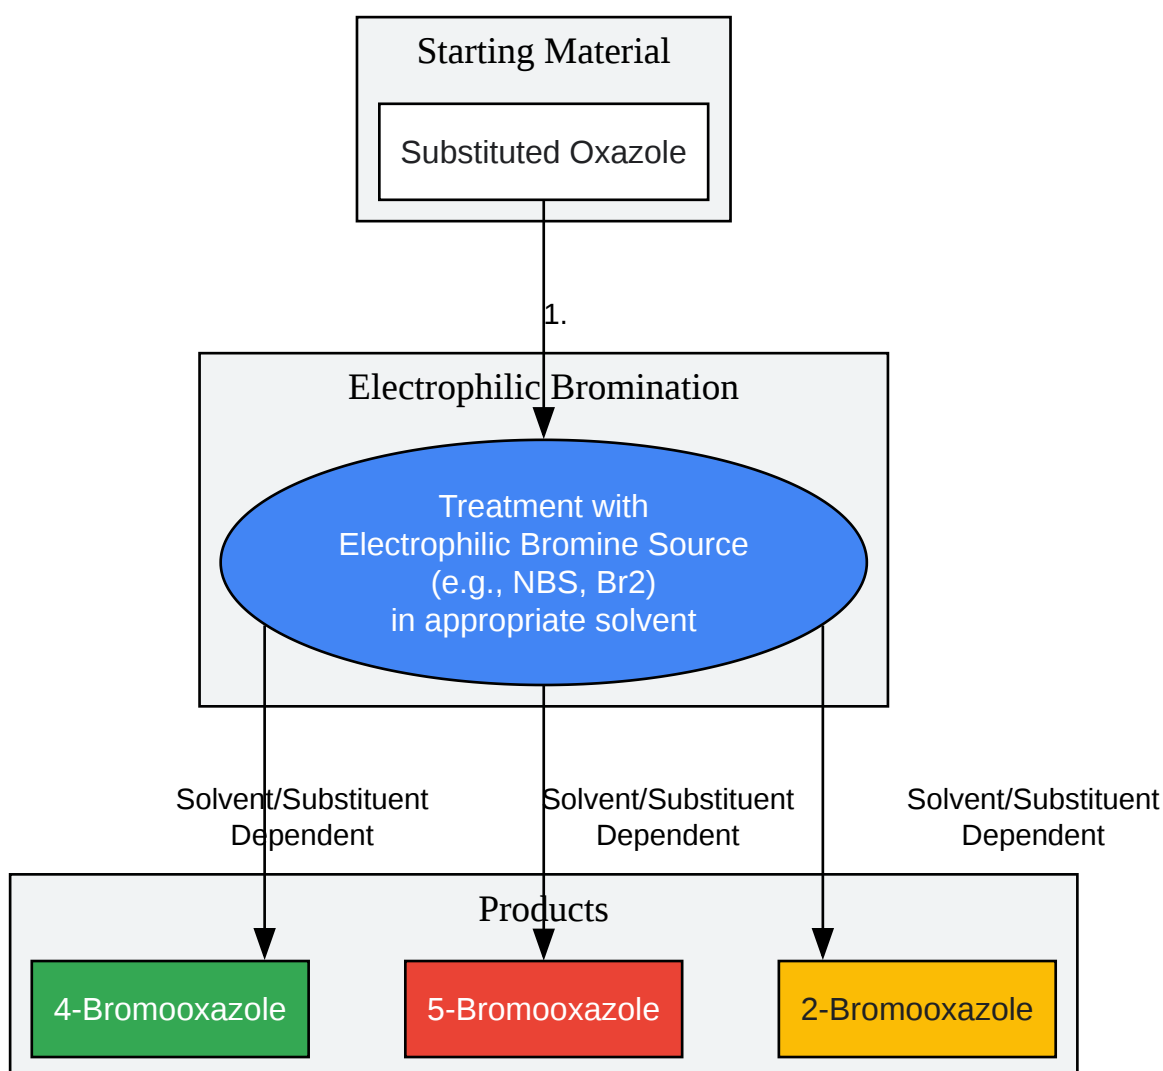 Starting Material
Substituted Oxazole
1.
Electrophilic Bromination
Treatment with
Electrophilic Bromine Source
(e.g., NBS, Br2)
in appropriate solvent
Solvent/Substituent
Dependent
Solvent/Substituent
Dependent
Solvent/Substituent
Dependent
Products
4-Bromooxazole
5-Bromooxazole
2-Bromooxazole